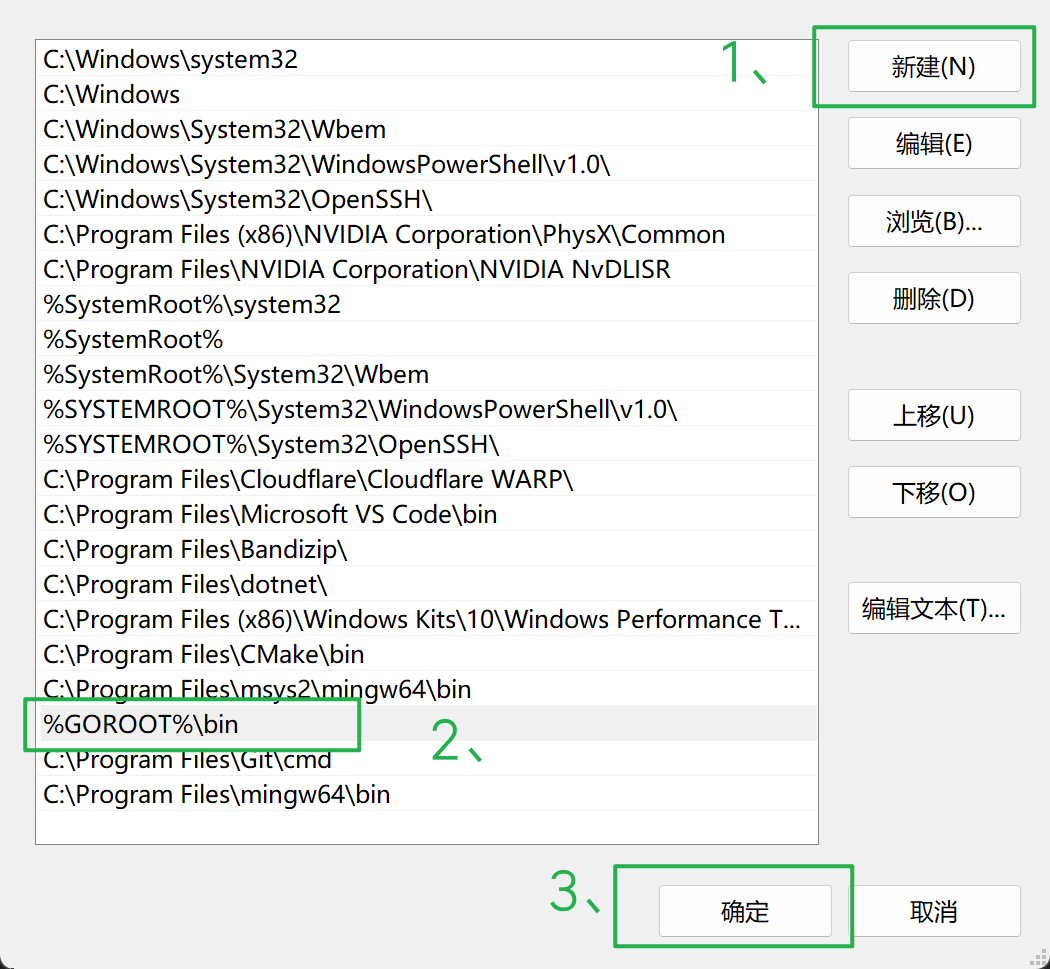 C:\Windows\system32
C:\Windows
C:\Windows\System32\Wbem
C:\Windows\System32\WindowsPowerShell\v1.0\
C:\Windows\System32\OpenSSH\
C:\Program Files (x86)\NVIDIA Corporation\PhysX\Common
C:\Program Files\NVIDIA Corporation\NVIDIA NvDLISR
%SystemRoot%\system32
%SystemRoot%
%SystemRoot%\System32\Wbem
%SYSTEMROOT%\System32\WindowsPowerShell\v1.0\
%SYSTEMROOT%\System32\OpenSSH\
C:\Program Files\Cloudflare\Cloudflare WARP\
C:\Program Files\Microsoft VS Code\bin
C:\Program Files\Bandizip\
C:\Program Files\dotnet\
C:\Program Files (x86)\Windows Kits\10\Windows Performance T...
C:\Program Files\CMake\bin
C:\Program Files\msys2\mingw64\bin
%GOROOT%\bin
2、
C:\Program Files\Git\cmd
C:\Program Files\mingw64\bin
1、
新建(N)
编辑(E)
浏览(B)...
删除(D)
上移(U)
下移(O)
编辑文本(T)...
3、
确定
取消